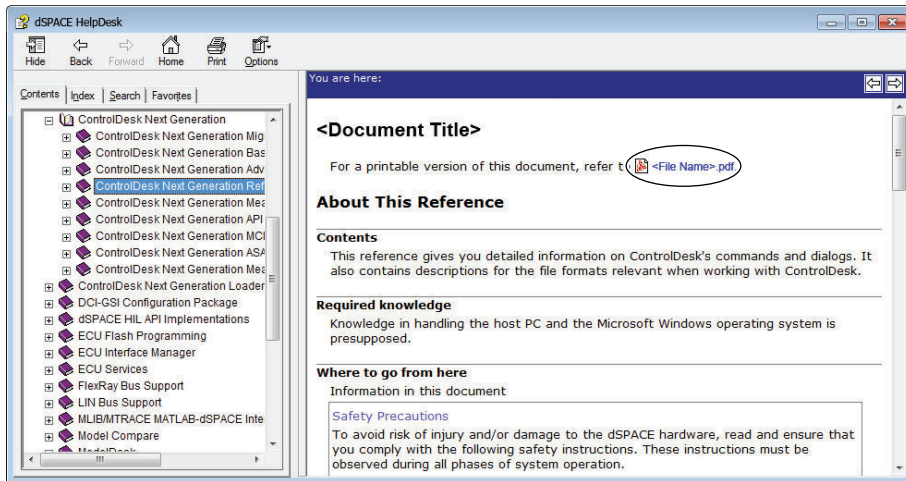 dSPACE HelpDesk
Hide Back Forward Home Print Options
Contents Index Search Favorites
ControlDesk Next Generation
ControlDesk Next Generation Mig
ControlDesk Next Generation Bas
ControlDesk Next Generation Adv
ControlDesk Next Generation Ref
ControlDesk Next Generation Mea
ControlDesk Next Generation API
ControlDesk Next Generation MCI
ControlDesk Next Generation ASA
ControlDesk Next Generation Mea
ControlDesk Next Generation Loader
DCI-GSI Configuration Package
dSPACE HIL API Implementations
ECU Flash Programming
ECU Interface Manager
ECU Services
FlexRay Bus Support
LIN Bus Support
MLIB/MTRACE MATLAB-dSPACE Inte
Model Compare
ModelDesk
You are here:
<Document Title>
For a printable version of this document, refer t <File Name>.pdf.
About This Reference
Contents
This reference gives you detailed information on ControlDesk's commands and dialogs. It
also contains descriptions for the file formats relevant when working with ControlDesk.
Required knowledge
Knowledge in handling the host PC and the Microsoft Windows operating system is
presupposed.
Where to go from here
Information in this document
Safety Precautions
To avoid risk of injury and/or damage to the dSPACE hardware, read and ensure that
you comply with the following safety instructions. These instructions must be
observed during all phases of system operation.